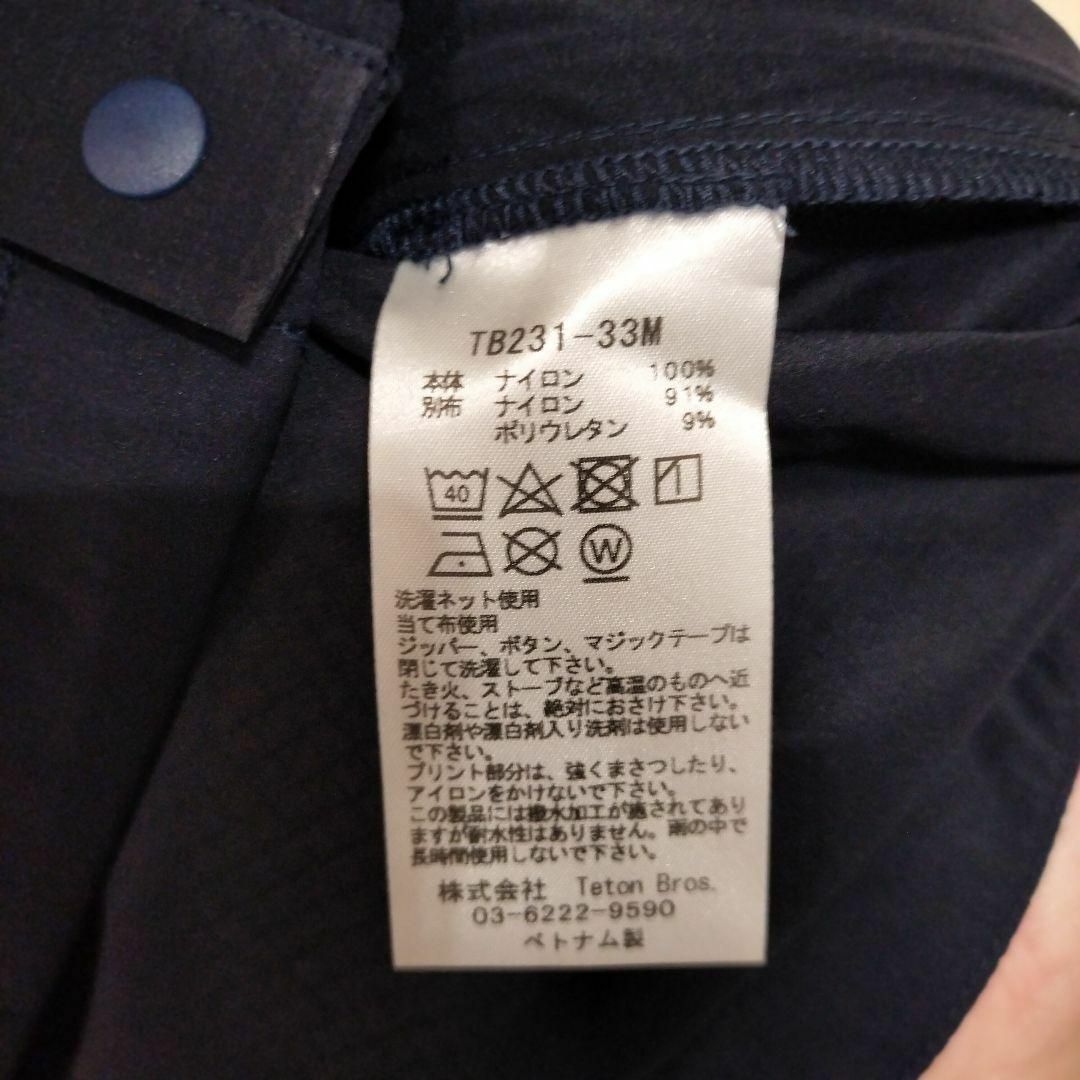 TB231-33M
本体 ナイロン 100%
別布 ナイロン 91%
ポリウレタン 9%
40
W
洗濯ネット使用
当て布使用
ジッパー、ボタン、マジックテープは
閉じて洗濯して下さい。
たき火、ストーブなど高温のものへ近
づけることは、絶対におさけ下さい。
漂白剤や漂白剤入り洗剤は使用しない
で下さい。
プリント部分は、強くまさつしたり、
アイロンをかけないで下さい。
この製品には撥水加工が施されてあり
ますが耐水性はありません。雨の中で
長時間使用しないで下さい。
株式会社 Teton Bros.
03-6222-9590
ベトナム製